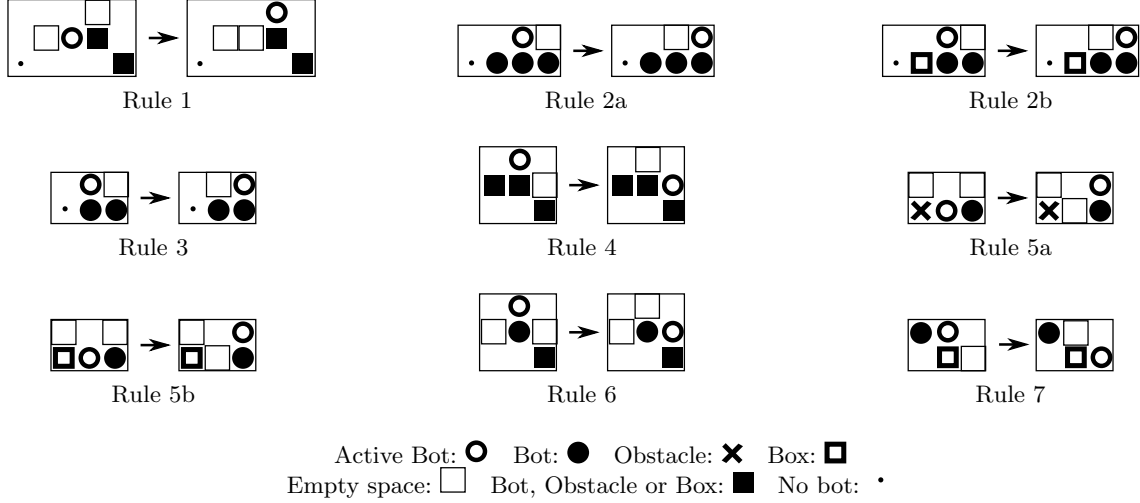 Rule 1
Rule 2a
Rule 2b
Rule 3
Rule 4
Rule 5a
Rule 5b
Rule 6
Rule 7
Active Bot: Bot: Obstacle: Box:
Empty space: Bot, Obstacle or Box: No bot: